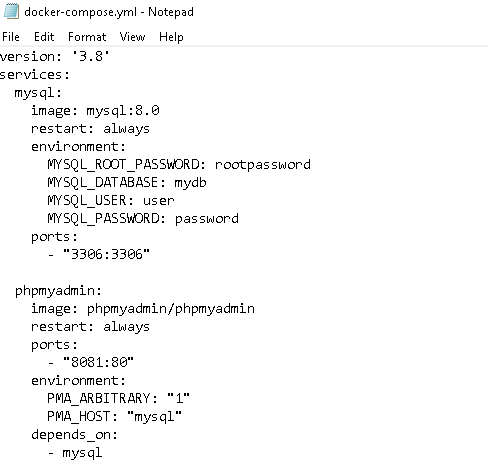 docker-compose.yml - Notepad
File Edit Format View Help
version: '3.8'
services:
  mysql:
    image: mysql:8.0
    restart: always
    environment:
      MYSQL_ROOT_PASSWORD: rootpassword
      MYSQL_DATABASE: mydb
      MYSQL_USER: user
      MYSQL_PASSWORD: password
    ports:
      - "3306:3306"

  phpmyadmin:
    image: phpmyadmin/phpmyadmin
    restart: always
    ports:
      - "8081:80"
    environment:
      PMA_ARBITRARY: "1"
      PMA_HOST: "mysql"
    depends_on:
      - mysql